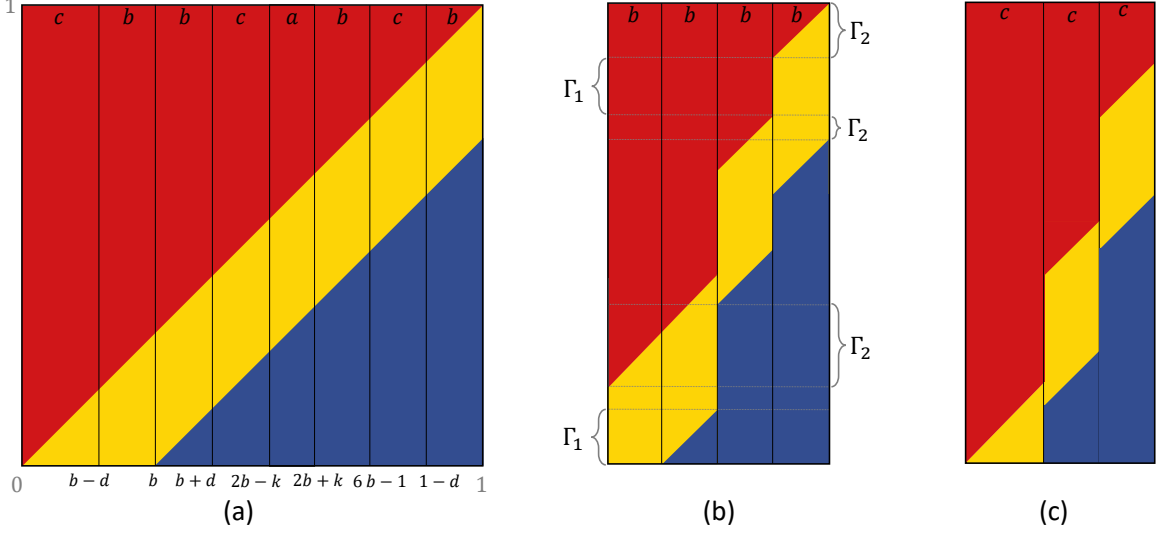 1
c b b c a b c b
0 b − d b b + d 2b − k 2b + k 6 b − 1 1 − d 1
(a)
b b b b
Γ₂
Γ₁
Γ₂
Γ₂
Γ₁
(b)
c c c
(c)